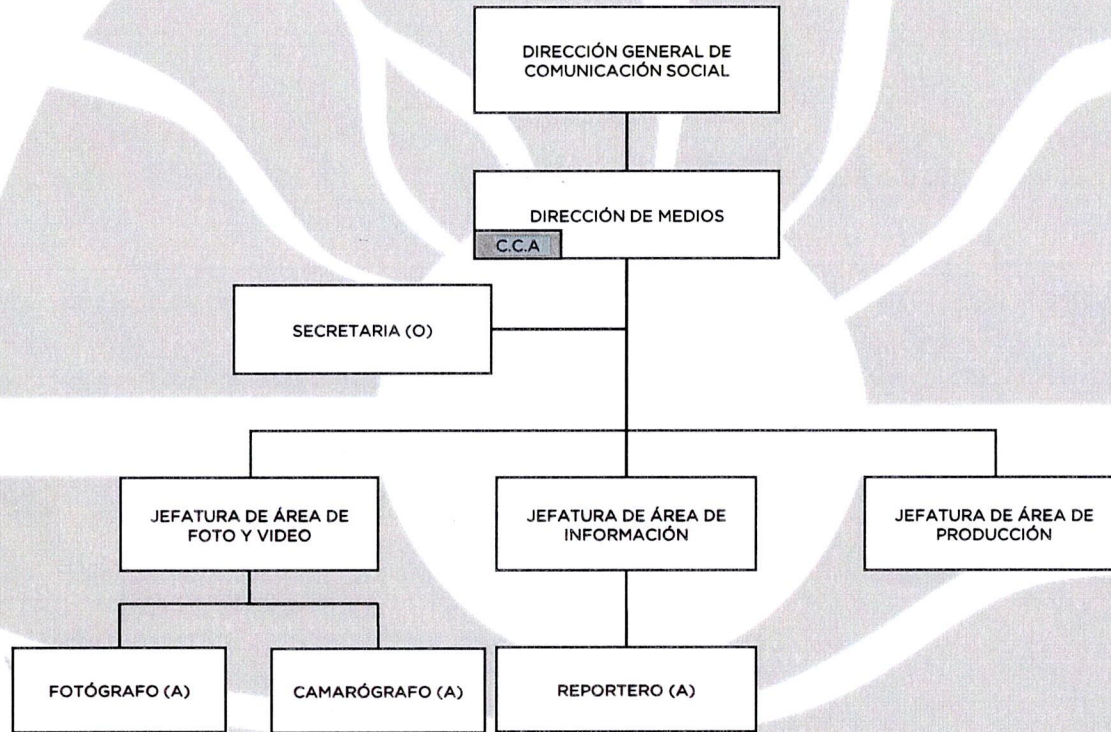 DIRECCIÓN GENERAL DE
COMUNICACIÓN SOCIAL
DIRECCIÓN DE MEDIOS
C.C.A
SECRETARIA (O)
JEFATURA DE ÁREA DE
FOTO Y VIDEO
JEFATURA DE ÁREA DE
INFORMACIÓN
JEFATURA DE ÁREA DE
PRODUCCIÓN
FOTÓGRAFO (A)
CAMARÓGRAFO (A)
REPORTERO (A)